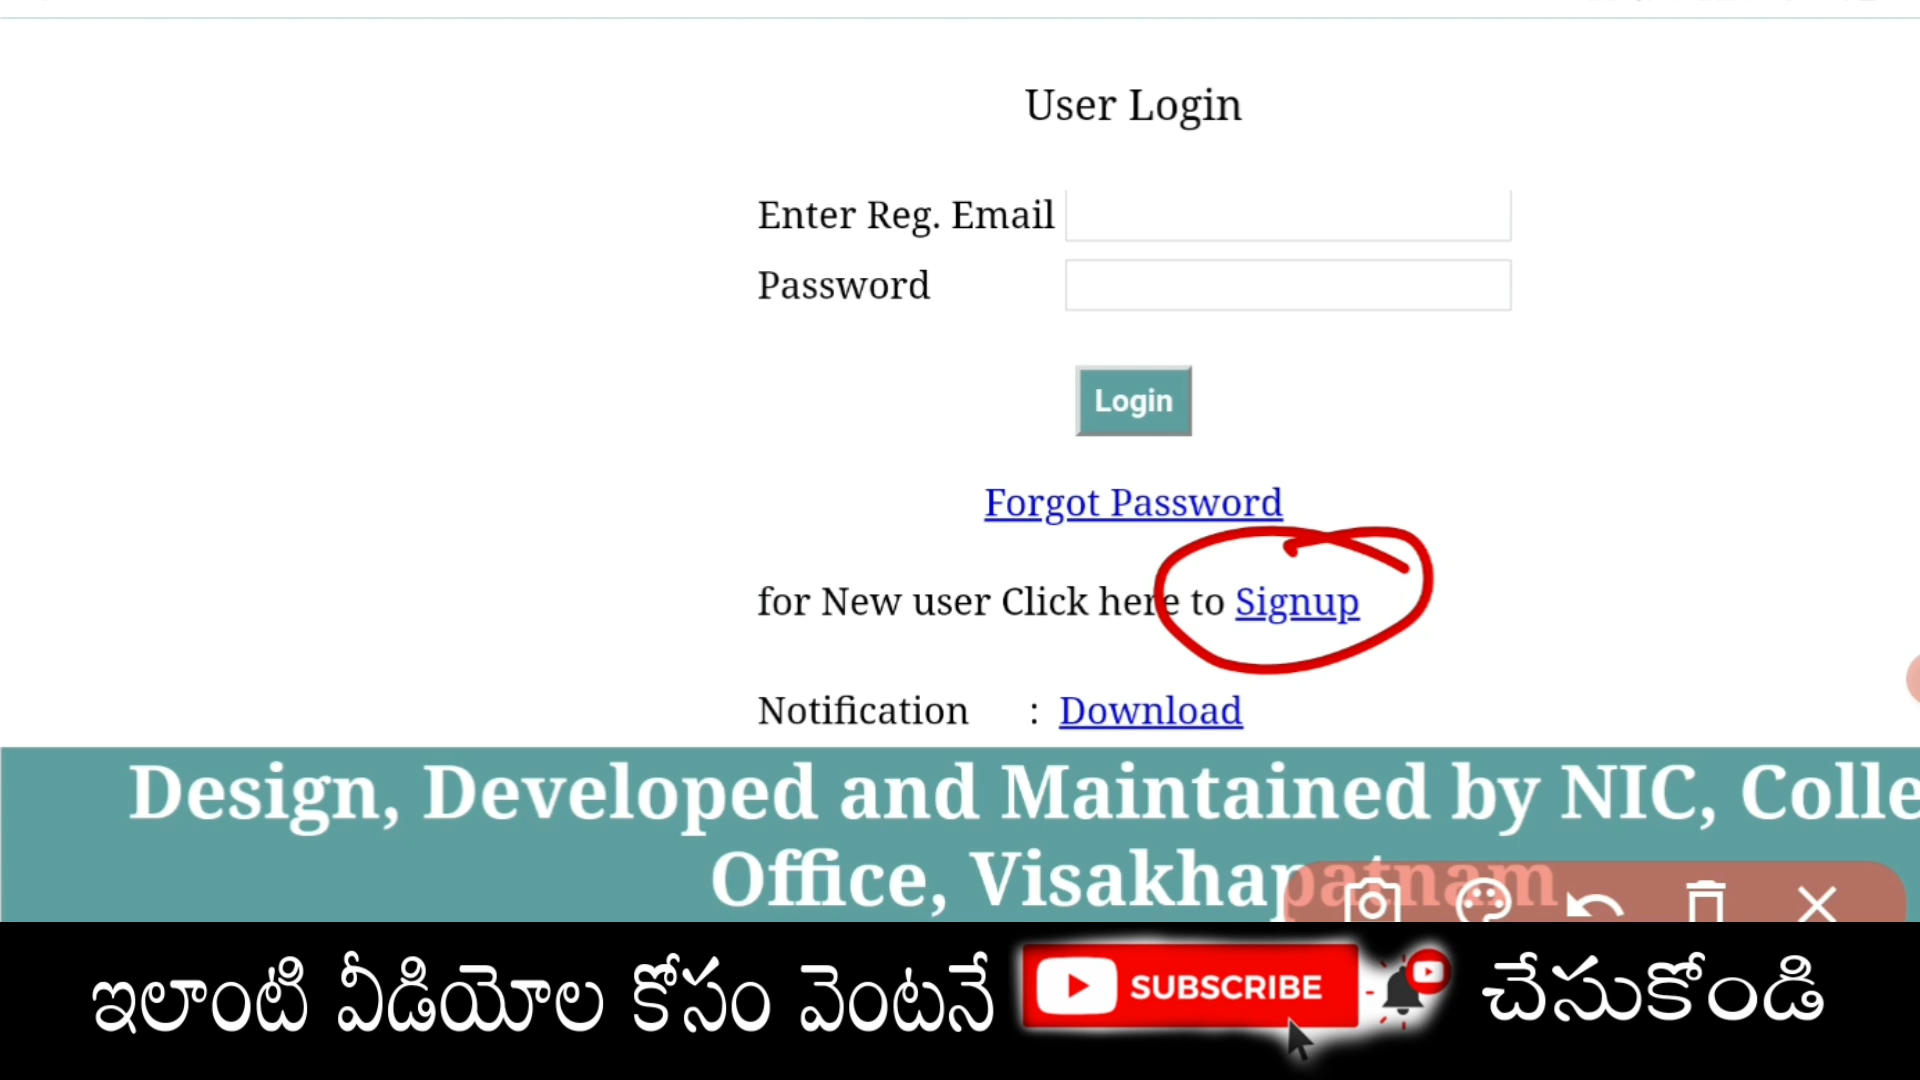 User Login
Enter Reg. Email
Password
Login
Forgot Password
for New user Click here to Signup
Notification : Download
Design, Developed and Maintained by NIC, Colle
Office, Visakhapatnam
ఇలాంటి వీడియోల కోసం వెంటనే SUBSCRIBE చేసుకోండి